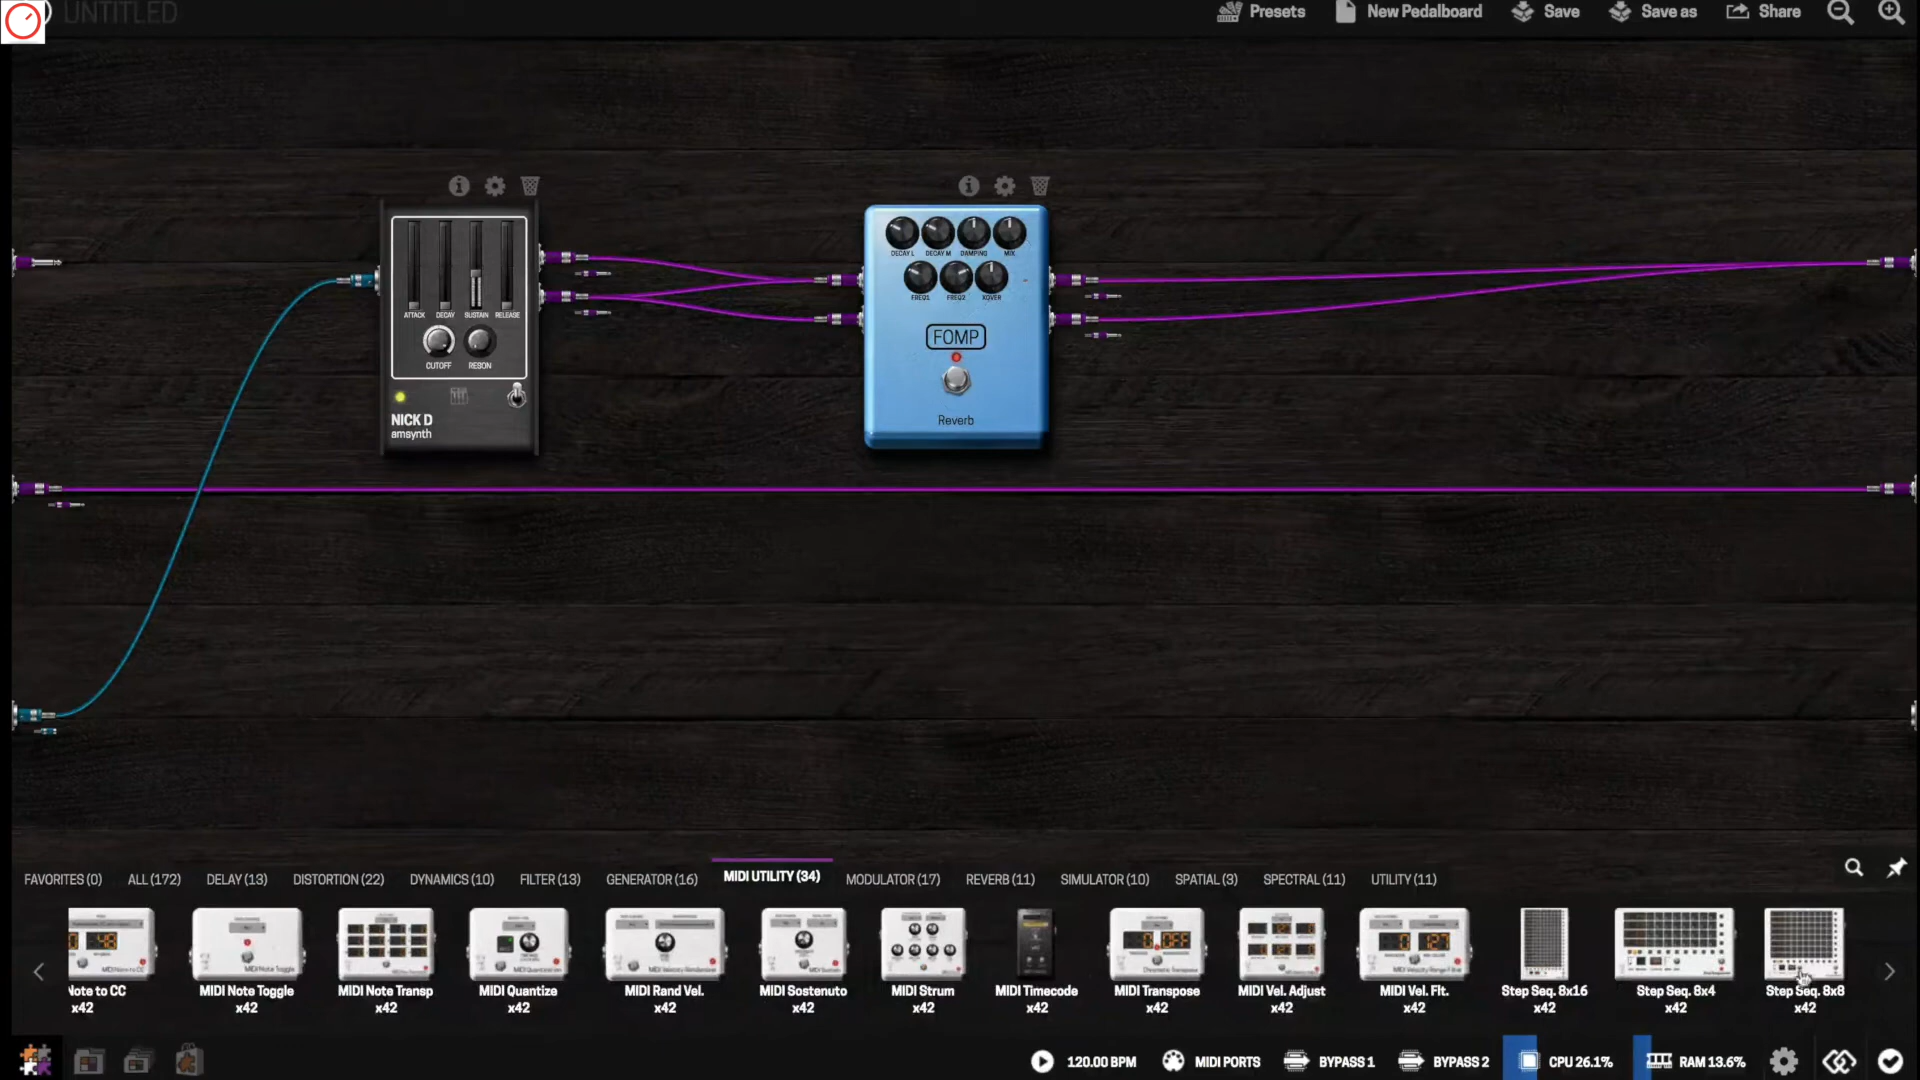 UNTITLED
Presets
New Pedalboard
Save
Save as
Share
ATTACK DECAY SUSTAIN RELEASE
CUTOFF
NICK D
amsynth
DECAY L DECAY M DAMPING MIX
FREQ1 FREQ2 XOVER
FOMP
Reverb
FAVORITES (0) ALL (172) DELAY (13) DISTORTION (22) DYNAMICS (10) FILTER (13) GENERATOR (16) MIDI UTILITY (34) MODULATOR (17) REVERB (11) SIMULATOR (10) SPATIAL (3) SPECTRAL (11) UTILITY (11)
Note to CC
x42
MIDI Note Toggle
x42
MIDI Note Transp
x42
MIDI Quantize
x42
MIDI Rand Vel.
x42
MIDI Sostenuto
x42
MIDI Strum
x42
MIDI Timecode
x42
MIDI Transpose
x42
MIDI Vel. Adjust
x42
MIDI Vel. Flt.
x42
Step Seq. 8x16
x42
Step Seq. 8x4
x42
Step Seq. 8x8
x42
120.00 BPM
MIDI PORTS
BYPASS 1
BYPASS 2
CPU 26.1%
RAM 13.6%